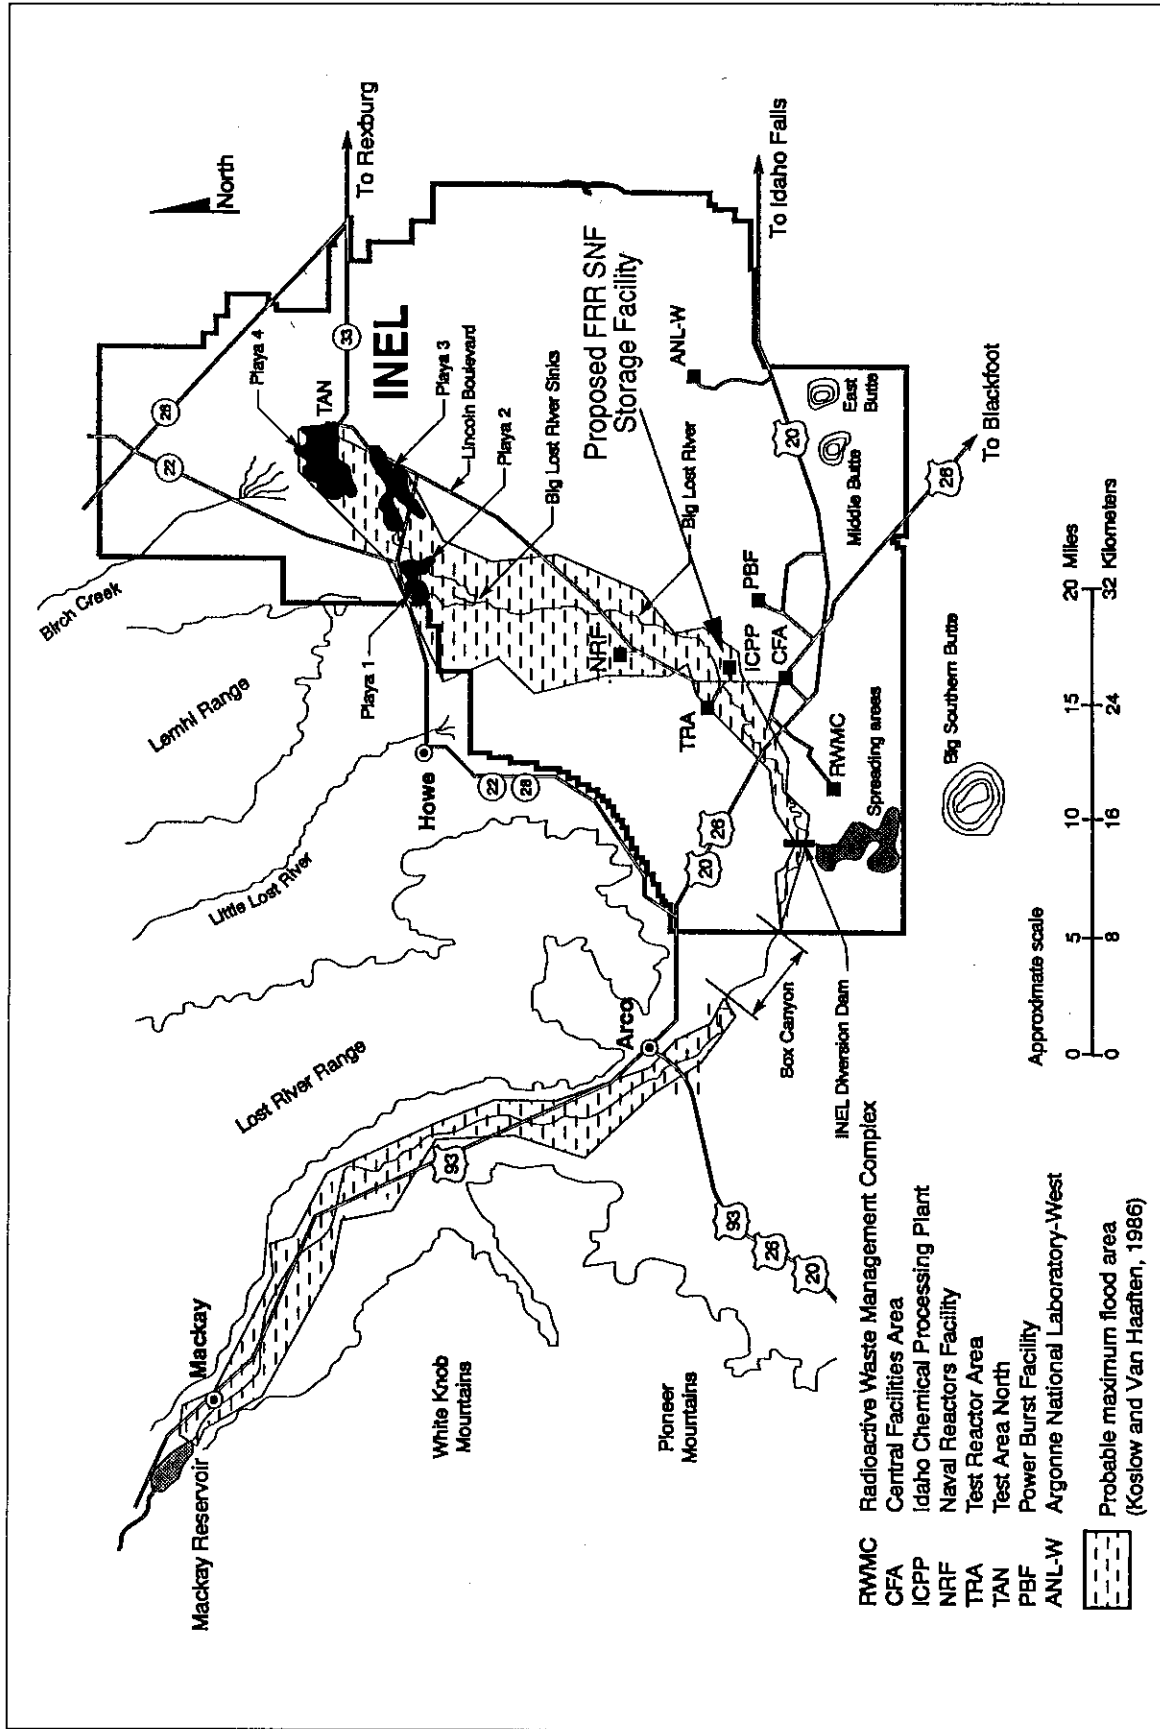 North
To Rexburg
Playa 4
TAN
33
INEL
Playa 3
Lincoln Boulevard
Playa 2
Big Lost River Sinks
28
22
Birch Creek
Playa 1
Lemhi Range
Howe
22
28
Little Lost River
Lost River Range
Mackay
Mackay Reservoir
93
White Knob
Mountains
Pioneer
Mountains
93
26
20
Arco
Box Canyon
INEL Diversion Dam
20
26
NRF
TRA
Big Lost River
Proposed FRR SNF
Storage Facility
ANL-W
To Idaho Falls
ICPP
PBF
CFA
RWMC
Spreading areas
20
East
Butte
Middle Butte
26
To Blackfoot
Big Southern Butte
Approximate scale
0 5 10 15 20 Miles
0 8 16 24 32 Kilometers
RWMC Radioactive Waste Management Complex
CFA Central Facilities Area
ICPP Idaho Chemical Processing Plant
NRF Naval Reactors Facility
TRA Test Reactor Area
TAN Test Area North
PBF Power Burst Facility
ANL-W Argonne National Laboratory-West
Probable maximum flood area
(Koslow and Van Haaften, 1986)